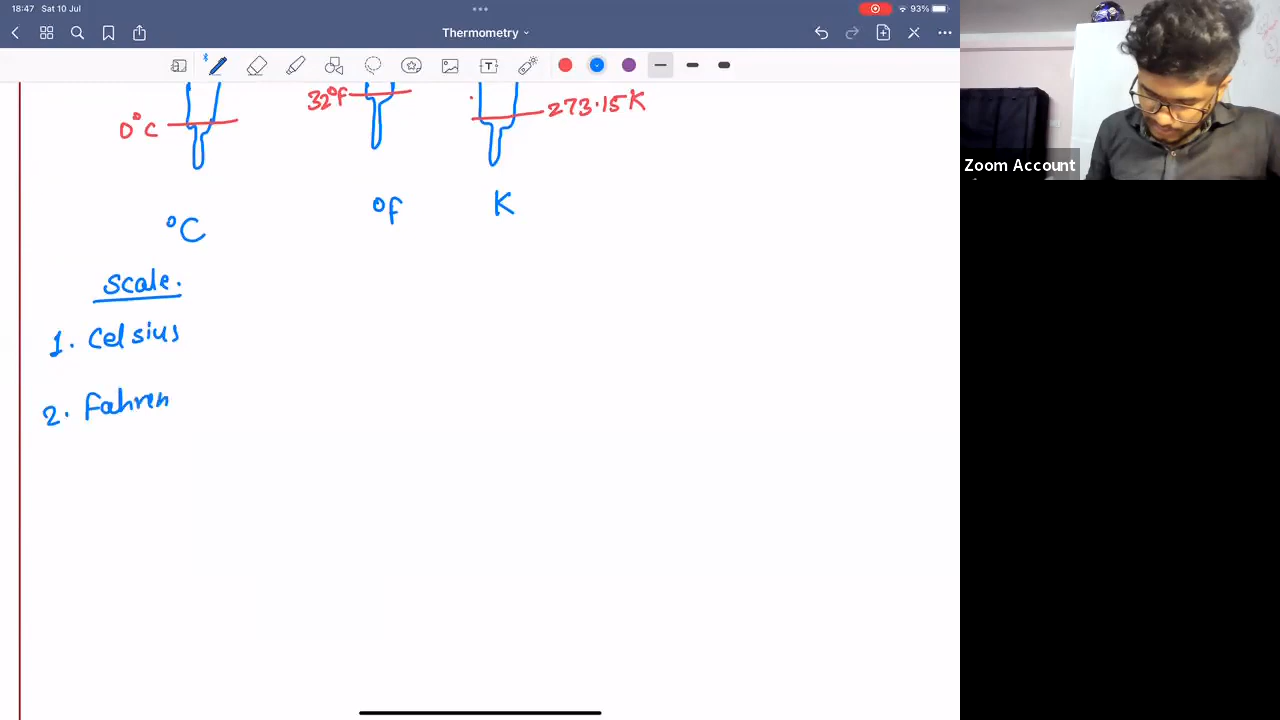 18:47 Sat 10 Jul
93%
Thermometry
T
32°f
273.15K
0°C
Zoom Account
°C
°f
K
Scale.
1. Celsius
2. Fahren